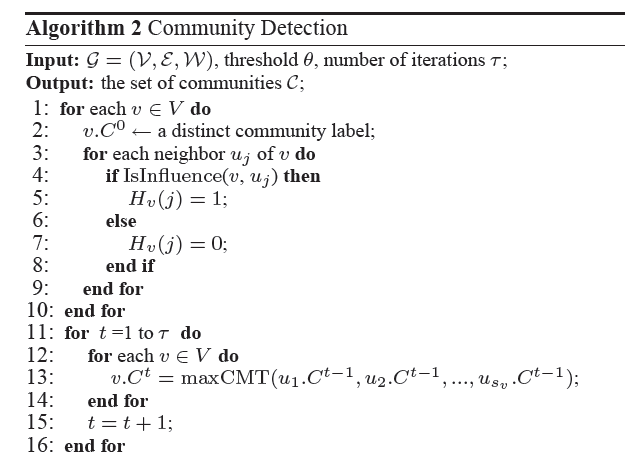 Algorithm 2 Community Detection
Input: 𝒢 = (𝒱, ℰ, 𝒲), threshold θ, number of iterations τ;
Output: the set of communities 𝒞;
1: for each v ∈ V do
2: v.C⁰ ← a distinct community label;
3: for each neighbor u_j of v do
4: if IsInfluence(v, u_j) then
5: H_v(j) = 1;
6: else
7: H_v(j) = 0;
8: end if
9: end for
10: end for
11: for t =1 to τ do
12: for each v ∈ V do
13: v.C^t = maxCMT(u_1.C^{t−1}, u_2.C^{t−1}, ..., u_{s_v}.C^{t−1});
14: end for
15: t = t + 1;
16: end for